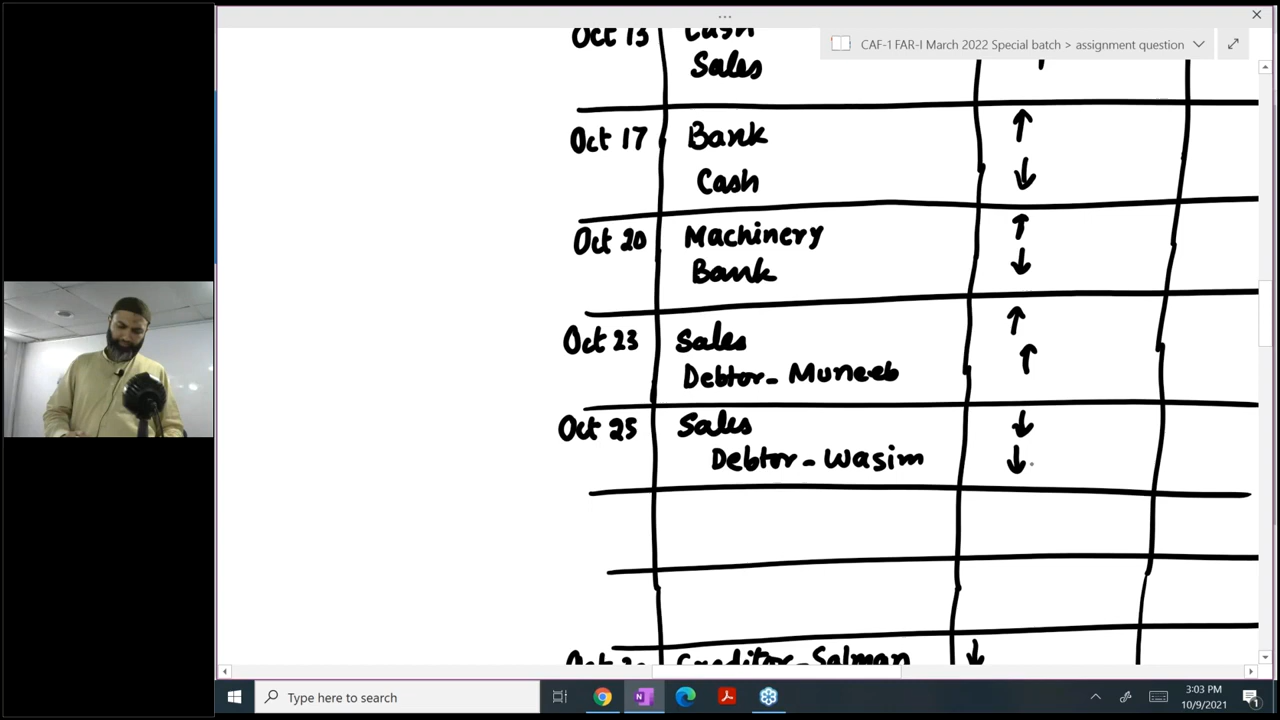 CAF-1 FAR-I March 2022 Special batch > assignment question
Oct 13 Cash
Sales
Oct 17 Bank ↑
Cash ↓
Oct 20 Machinery ↑
Bank ↓
Oct 23 Sales ↑
Debtor - Muneeb ↑
Oct 25 Sales ↓
Debtor - Wasim ↓
Creditor - Salman ↓
Type here to search
3:03 PM
10/9/2021